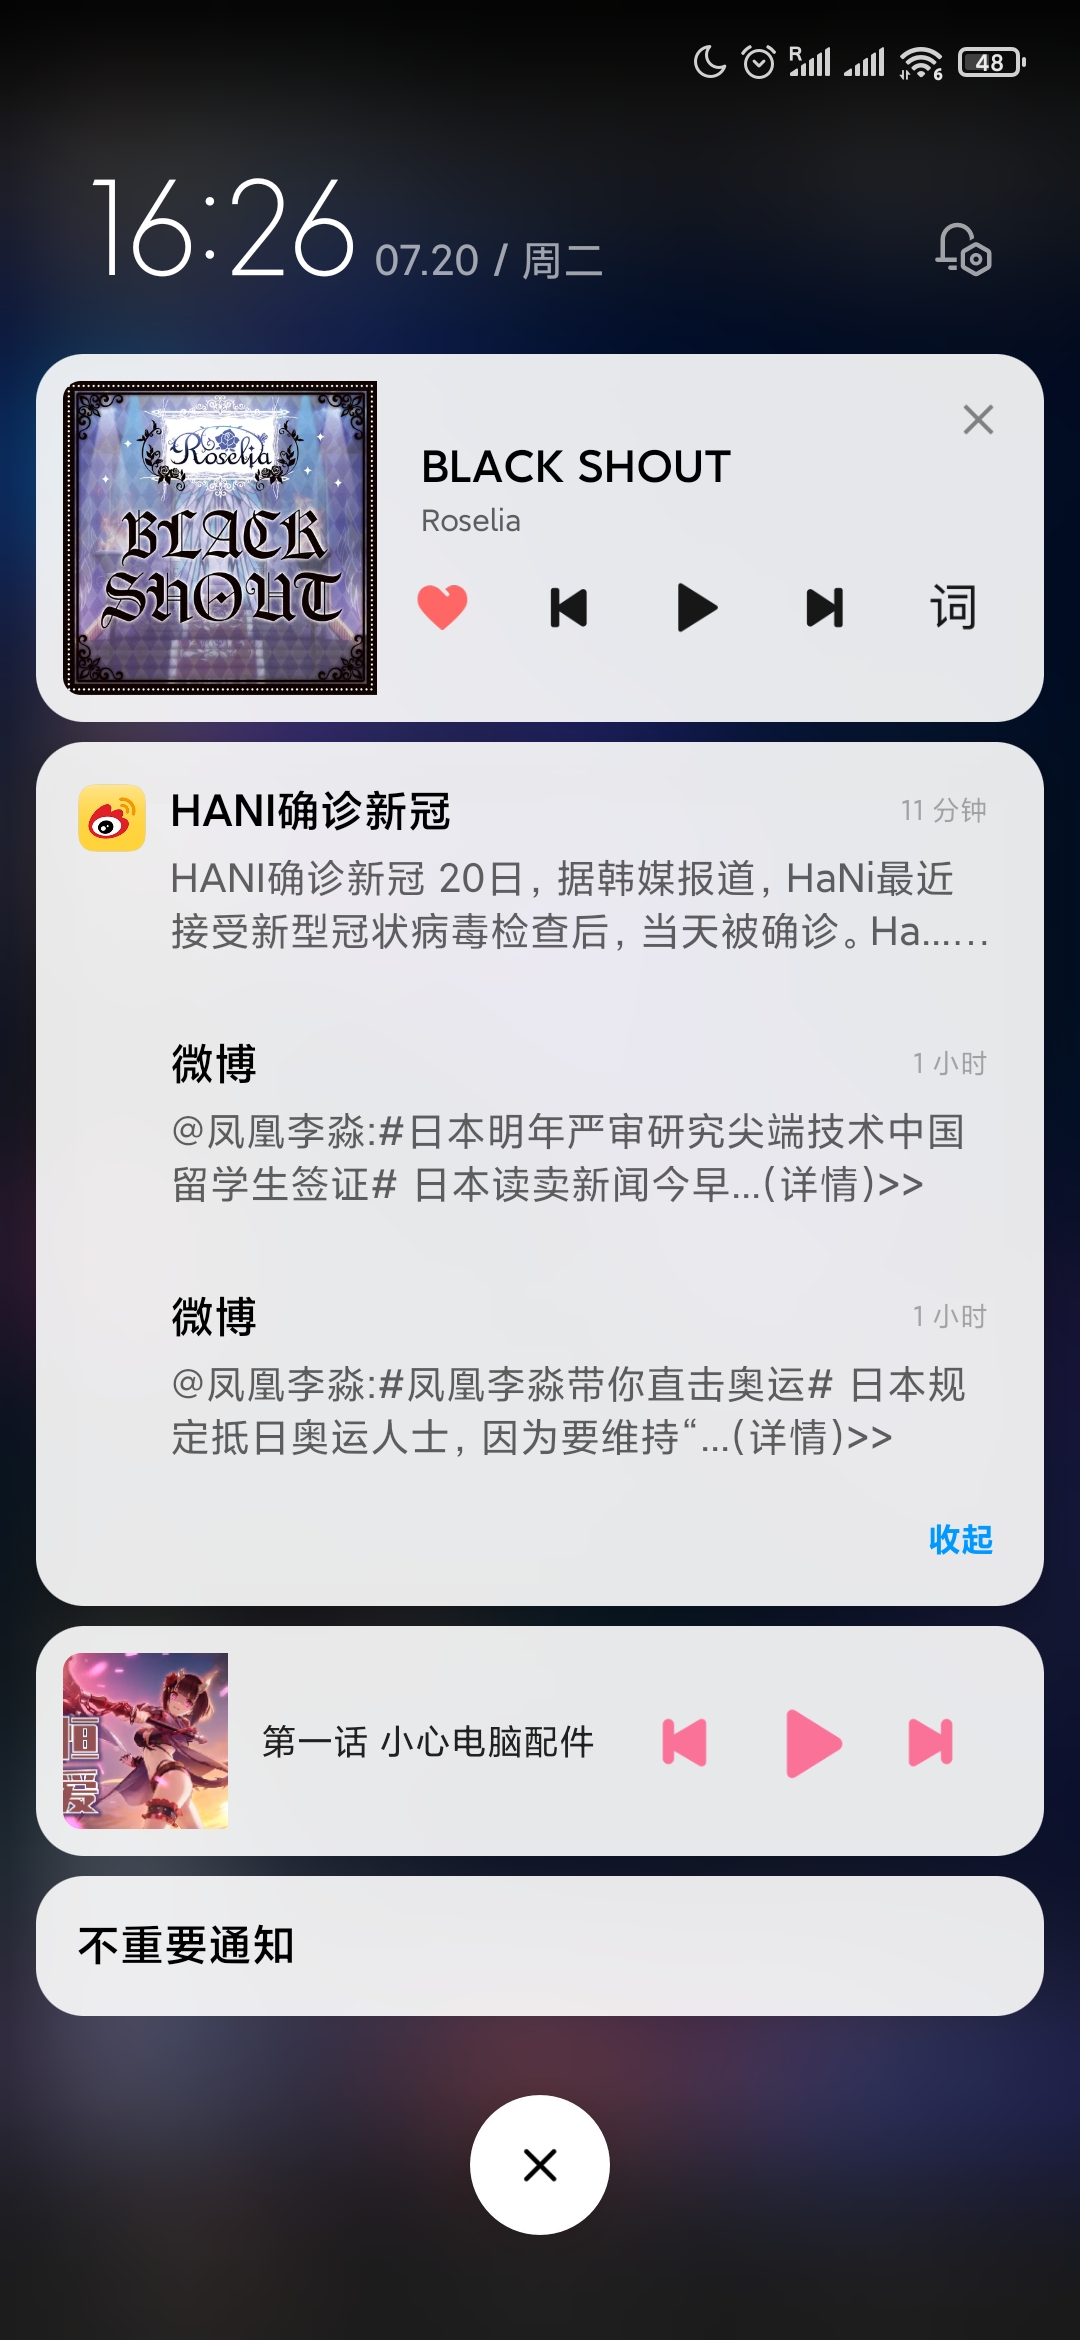 R
6
48
16:26 07.20 / 周二
Roselia
BLACK
SHOUT
BLACK SHOUT
Roselia
词
HANI确诊新冠
11 分钟
HANI确诊新冠 20日，据韩媒报道，HaNi最近
接受新型冠状病毒检查后，当天被确诊。Ha...…
微博
1 小时
@凤凰李淼:#日本明年严审研究尖端技术中国
留学生签证# 日本读卖新闻今早...(详情)>>
微博
1 小时
@凤凰李淼:#凤凰李淼带你直击奥运# 日本规
定抵日奥运人士，因为要维持“...(详情)>>
收起
恒
爱
第一话 小心电脑配件
不重要通知